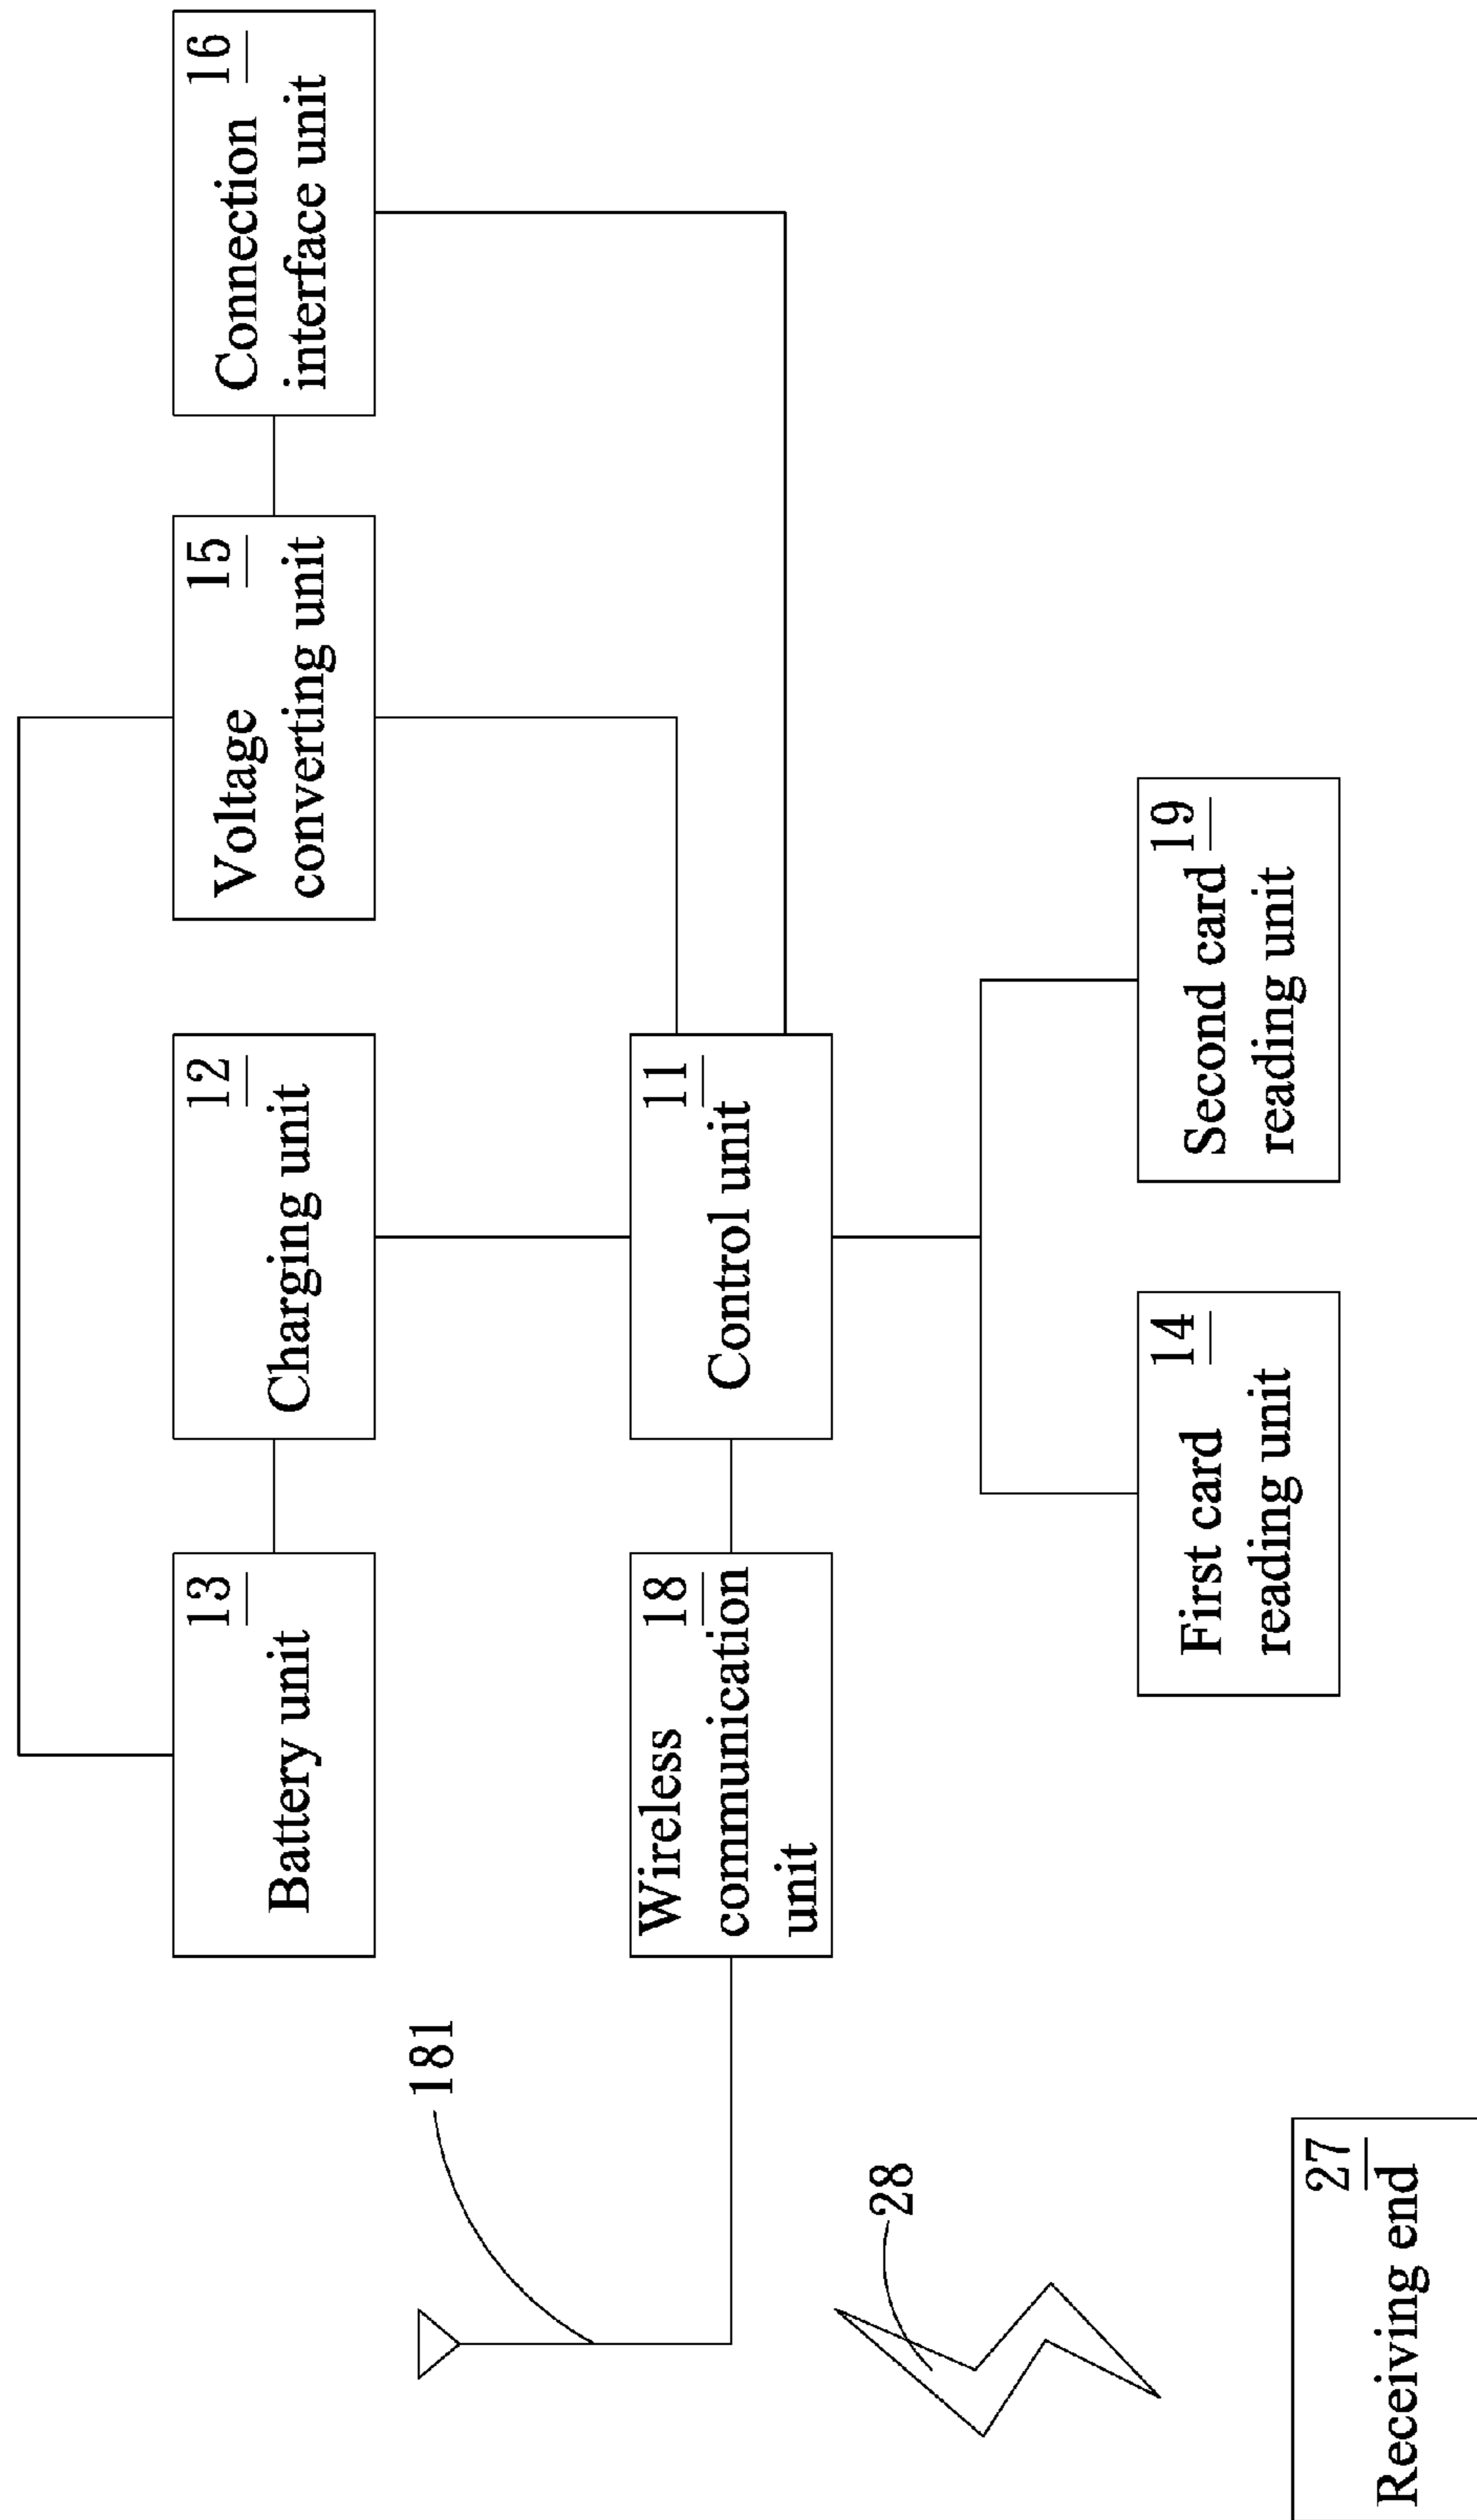 13
Battery unit
12
Charging unit
15
Voltage
converting unit
16
Connection
interface unit
181
18
Wireless
communication
unit
11
Control unit
28
14
First card
reading unit
19
Second card
reading unit
27
Receiving end